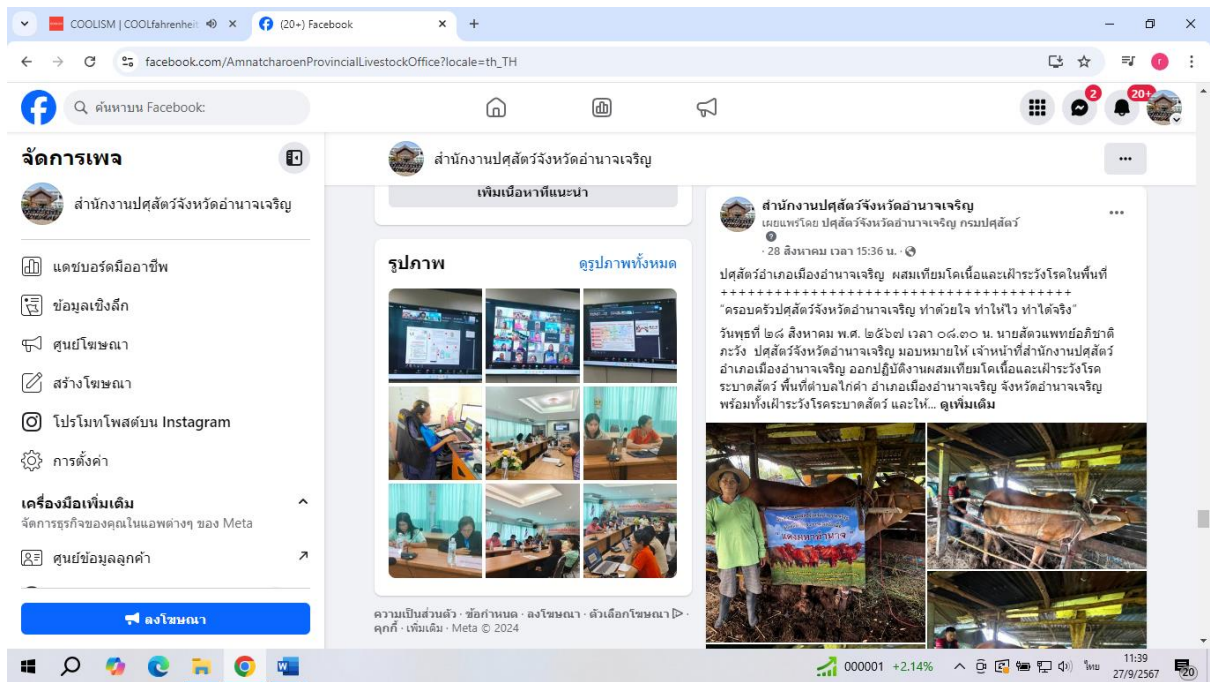 COOLISM | COOLfahrenheit
(20+) Facebook
facebook.com/AmnatcharoenProvincialLivestockOffice?locale=th_TH
r
ค้นหาบน Facebook:
2
20+
จัดการเพจ
สำนักงานปศุสัตว์จังหวัดอำนาจเจริญ
แดชบอร์ดมืออาชีพ
ข้อมูลเชิงลึก
ศูนย์โฆษณา
สร้างโฆษณา
โปรโมทโพสต์บน Instagram
การตั้งค่า
เครื่องมือเพิ่มเติม
จัดการธุรกิจของคุณในแอพต่างๆ ของ Meta
ศูนย์ข้อมูลลูกค้า
ลงโฆษณา
สำนักงานปศุสัตว์จังหวัดอำนาจเจริญ
เพิ่มเนื้อหาที่แนะนำ
รูปภาพ
ดูรูปภาพทั้งหมด
ความเป็นส่วนตัว · ข้อกำหนด · ลงโฆษณา · ตัวเลือกโฆษณา ·
คุกกี้ · เพิ่มเติม · Meta © 2024
สำนักงานปศุสัตว์จังหวัดอำนาจเจริญ
เผยแพร่โดย ปศุสัตว์จังหวัดอำนาจเจริญ กรมปศุสัตว์
· 28 สิงหาคม เวลา 15:36 น. ·
ปศุสัตว์อำเภอเมืองอำนาจเจริญ ผสมเทียมโคเนื้อและเฝ้าระวังโรคในพื้นที่
+++++++++++++++++++++++++++++++++++++++
"ครอบครัวปศุสัตว์จังหวัดอำนาจเจริญ ทำด้วยใจ ทำให้ไว ทำได้จริง"
วันพุธที่ ๒๘ สิงหาคม พ.ศ. ๒๕๖๗ เวลา ๐๘.๓๐ น. นายสัตวแพทย์อภิชาติ
ภะวัง ปศุสัตว์จังหวัดอำนาจเจริญ มอบหมายให้ เจ้าหน้าที่สำนักงานปศุสัตว์
อำเภอเมืองอำนาจเจริญ ออกปฏิบัติงานผสมเทียมโคเนื้อและเฝ้าระวังโรค
ระบาดสัตว์ พื้นที่ตำบลไก่คำ อำเภอเมืองอำนาจเจริญ จังหวัดอำนาจเจริญ
พร้อมทั้งเฝ้าระวังโรคระบาดสัตว์ และให้... ดูเพิ่มเติม
000001 +2.14%
ไทย
11:39
27/9/2567
20